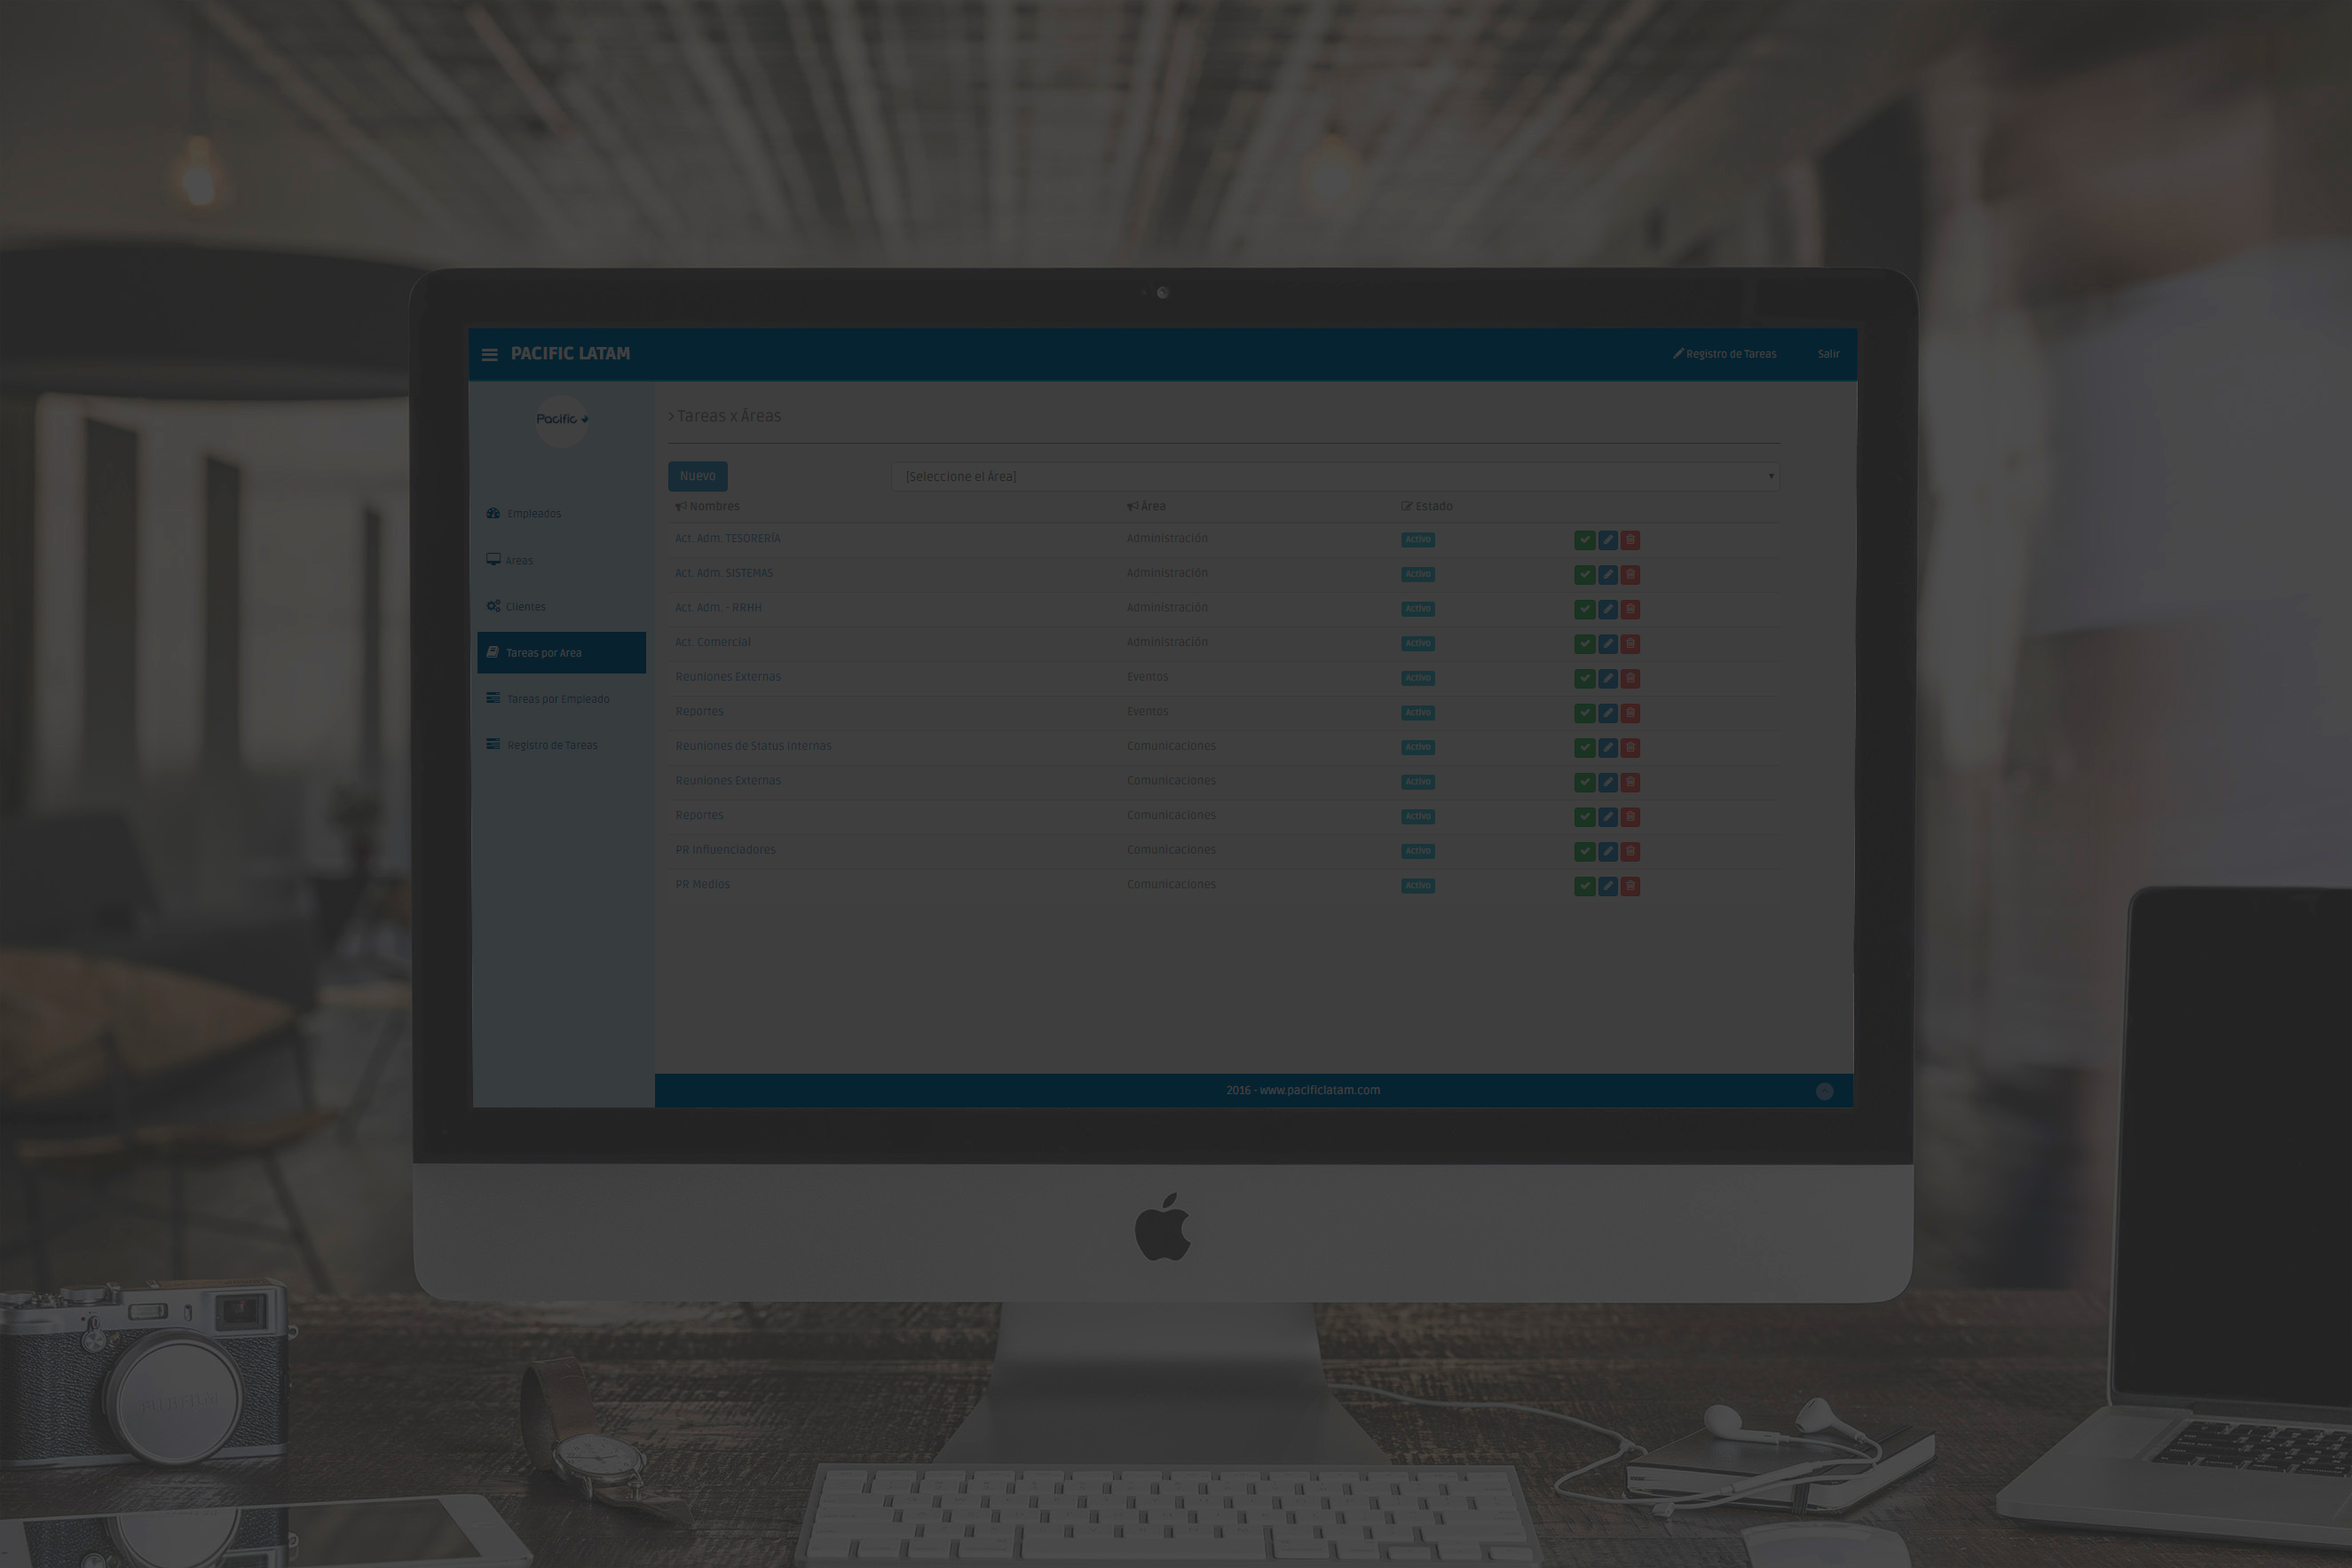 PACIFIC LATAM
Registro de Tareas
Salir
Pacific
> Tareas x Áreas
Nuevo
[Seleccione el Área]
Nombres
Área
Estado
Empleados
Areas
Clientes
Tareas por Area
Tareas por Empleado
Registro de Tareas
Act. Adm. TESORERÍA
Administración
Activo
Act. Adm. SISTEMAS
Administración
Activo
Act. Adm. - RRHH
Administración
Activo
Act. Comercial
Administración
Activo
Reuniones Externas
Eventos
Activo
Reportes
Eventos
Activo
Reuniones de Status Internas
Comunicaciones
Activo
Reuniones Externas
Comunicaciones
Activo
Reportes
Comunicaciones
Activo
PR Influenciadores
Comunicaciones
Activo
PR Medios
Comunicaciones
Activo
2016 - www.pacificlatam.com
FUJIFILM